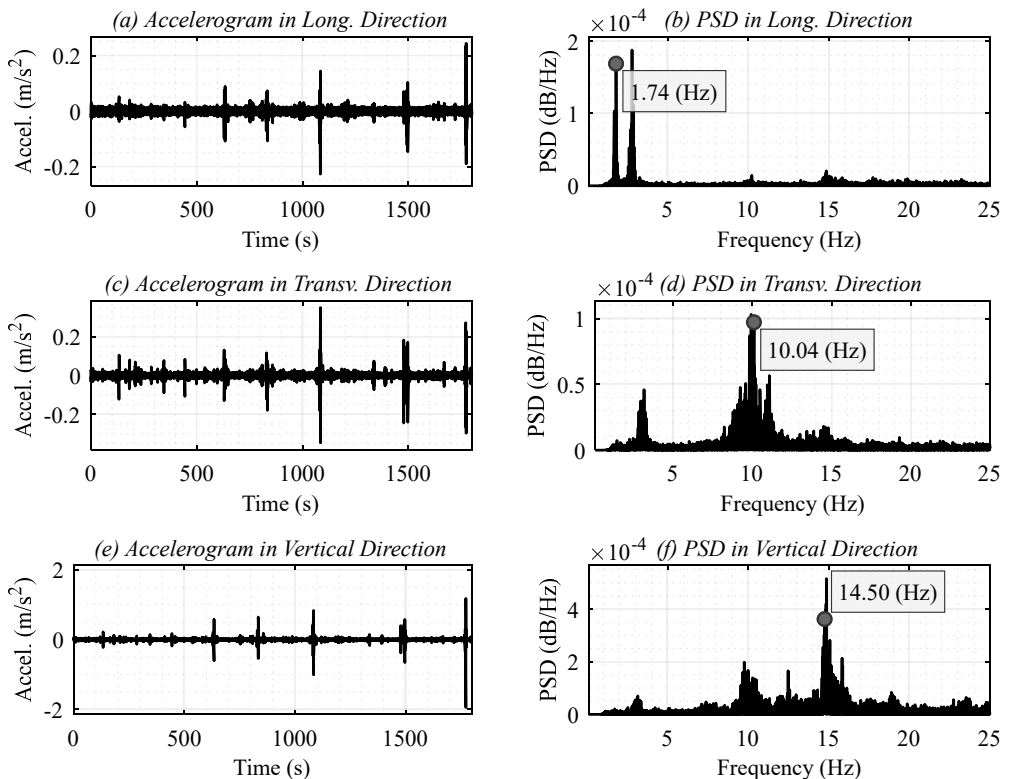 (a) Accelerogram in Long. Direction
Accel. (m/s²)
0.2
0
-0.2
0 500 1000 1500
Time (s)
×10⁻⁴ (b) PSD in Long. Direction
PSD (dB/Hz)
2
1
0
1.74 (Hz)
5 10 15 20 25
Frequency (Hz)
(c) Accelerogram in Transv. Direction
Accel. (m/s²)
0.2
0
-0.2
0 500 1000 1500
Time (s)
×10⁻⁴ (d) PSD in Transv. Direction
PSD (dB/Hz)
1
0.5
0
10.04 (Hz)
5 10 15 20 25
Frequency (Hz)
(e) Accelerogram in Vertical Direction
Accel. (m/s²)
2
0
-2
0 500 1000 1500
Time (s)
×10⁻⁴ (f) PSD in Vertical Direction
PSD (dB/Hz)
4
2
0
14.50 (Hz)
5 10 15 20 25
Frequency (Hz)